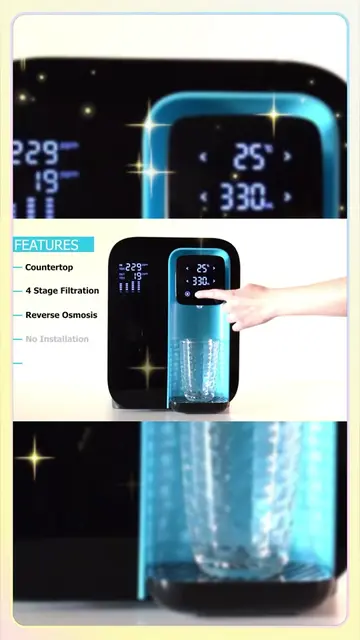 229
19
< 25° >
< 330 >
FEATURES
Countertop
4 Stage Filtration
Reverse Osmosis
No Installation
229
19
< 25° >
< 330 >